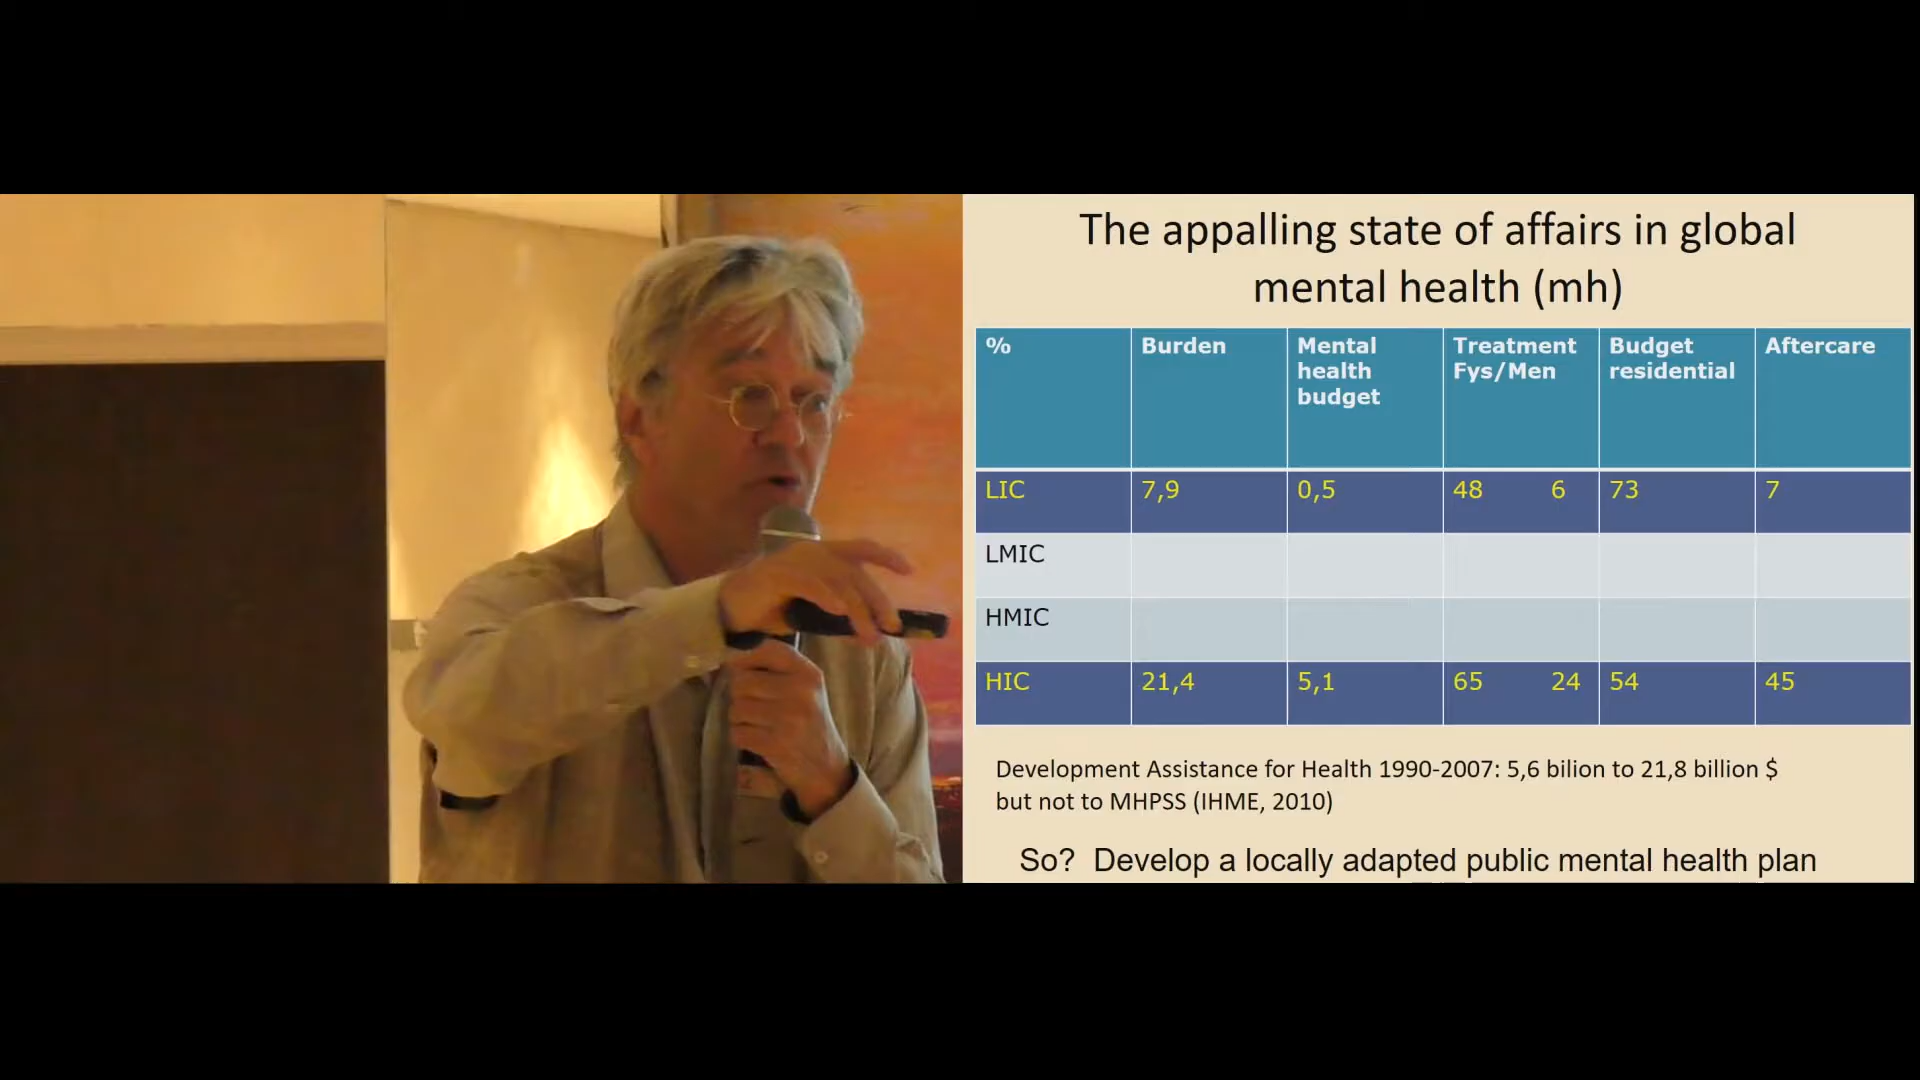 The appalling state of affairs in global
mental health (mh)
% Burden Mental health budget Treatment Fys/Men Budget residential Aftercare
LIC 7,9 0,5 48 6 73 7
LMIC
HMIC
HIC 21,4 5,1 65 24 54 45
Development Assistance for Health 1990-2007: 5,6 bilion to 21,8 billion $
but not to MHPSS (IHME, 2010)
So? Develop a locally adapted public mental health plan